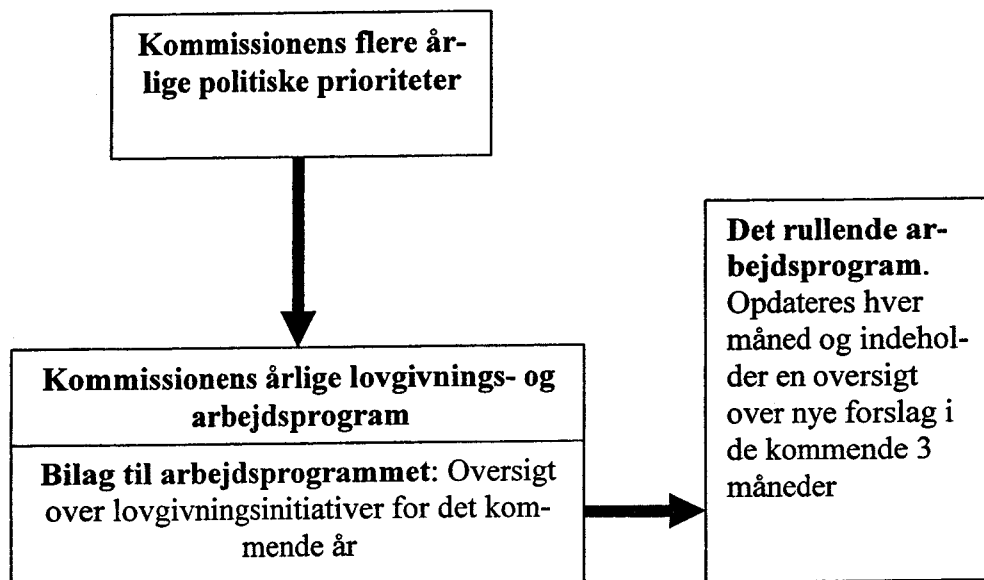 Kommissionens flere år-
lige politiske prioriteter
Kommissionens årlige lovgivnings- og
arbejdsprogram
Bilag til arbejdsprogrammet: Oversigt
over lovgivningsinitiativer for det kom-
mende år
Det rullende ar-
bejdsprogram.
Opdateres hver
måned og indehol-
der en oversigt
over nye forslag i
de kommende 3
måneder